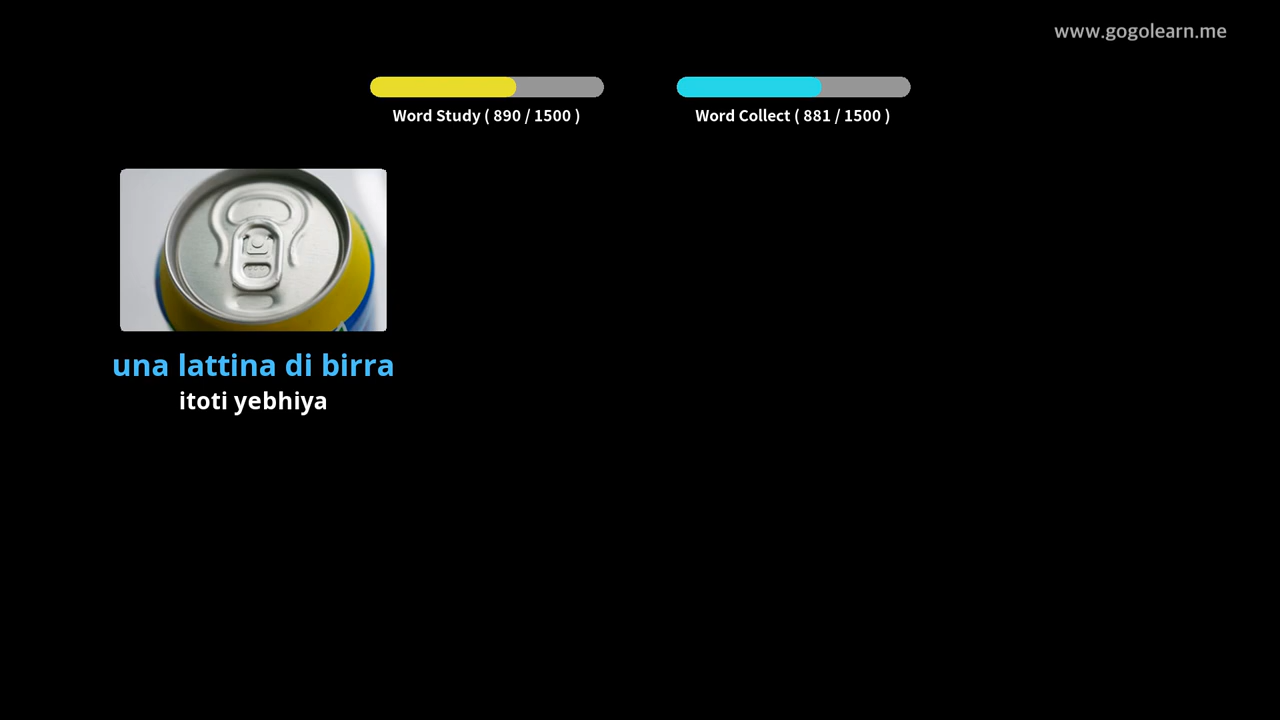 www.gogolearn.me
Word Study ( 890 / 1500 )
Word Collect ( 881 / 1500 )
una lattina di birra
itoti yebhiya